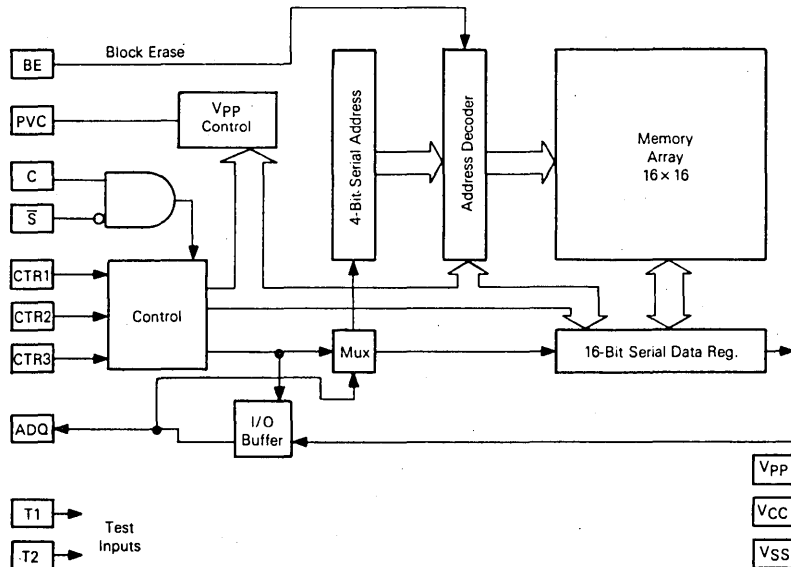 BE
Block Erase
PVC
VPP
Control
C
S̅
CTR1
CTR2
CTR3
Control
4-Bit-Serial Address
Address Decoder
Memory
Array
16×16
Mux
16-Bit Serial Data Reg.
ADQ
I/O
Buffer
VPP
T1
Test
Inputs
VCC
T2
VSS